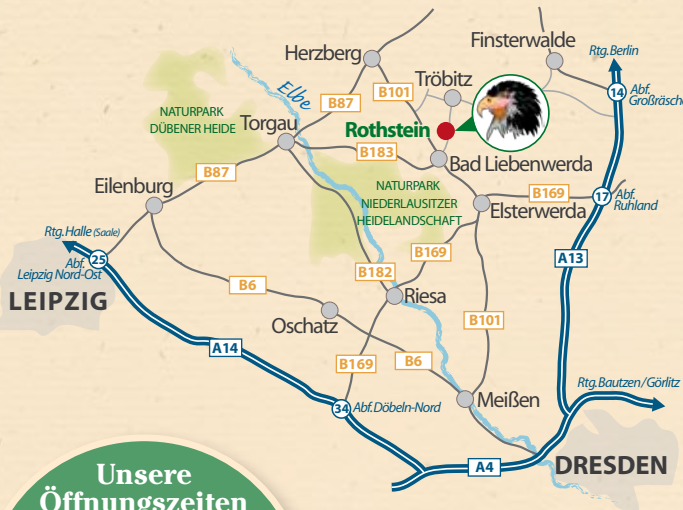 Finsterwalde
Herzberg
Rtg.Berlin
Tröbitz
Elbe
14
Abf.
Großräsche
B87
B101
NATURPARK
DÜBENER HEIDE
Torgau
Rothstein
B183
Bad Liebenwerda
B87
Eilenburg
NATURPARK
NIEDERLAUSITZER
HEIDELANDSCHAFT
B169
17
Abf.
Ruhland
Elsterwerda
Rtg.Halle (Saale)
25
Abf.
Leipzig Nord-Ost
LEIPZIG
B169
A13
B182
B6
Riesa
Oschatz
B101
A14
B169
B6
Rtg.Bautzen/Görlitz
Meißen
34
Abf.Döbeln-Nord
A4
DRESDEN
Unsere
Öffnungszeiten